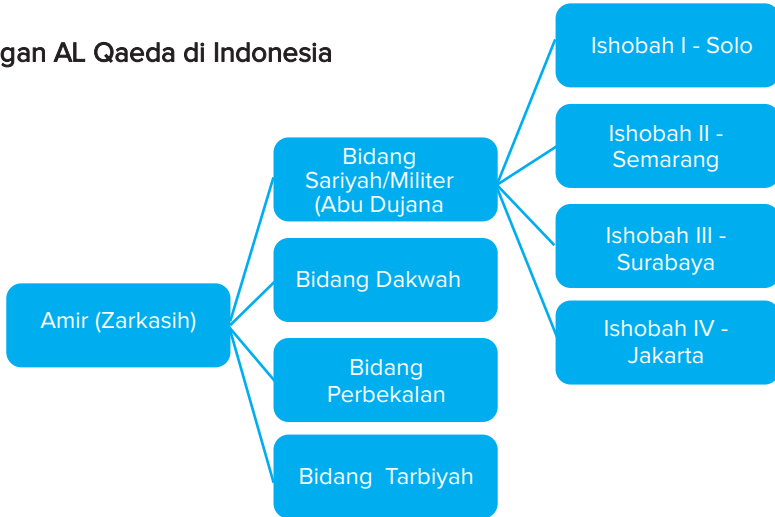 gan AL Qaeda di Indonesia
Amir (Zarkasih)
Bidang
Sariyah/Militer
(Abu Dujana
Bidang Dakwah
Bidang
Perbekalan
Bidang Tarbiyah
Ishobah I - Solo
Ishobah II -
Semarang
Ishobah III -
Surabaya
Ishobah IV -
Jakarta